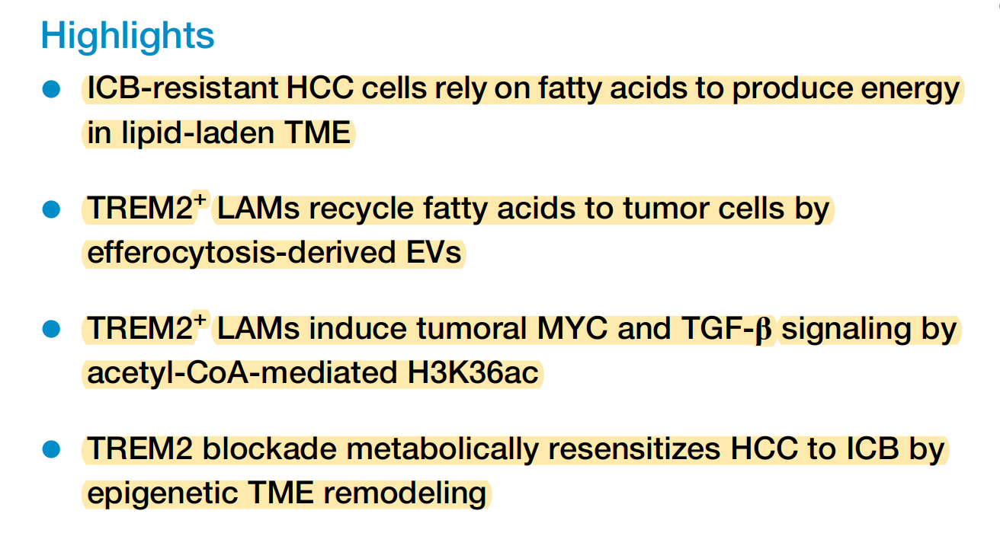 Highlights
● ICB-resistant HCC cells rely on fatty acids to produce energy
in lipid-laden TME
● TREM2⁺ LAMs recycle fatty acids to tumor cells by
efferocytosis-derived EVs
● TREM2⁺ LAMs induce tumoral MYC and TGF-β signaling by
acetyl-CoA-mediated H3K36ac
● TREM2 blockade metabolically resensitizes HCC to ICB by
epigenetic TME remodeling